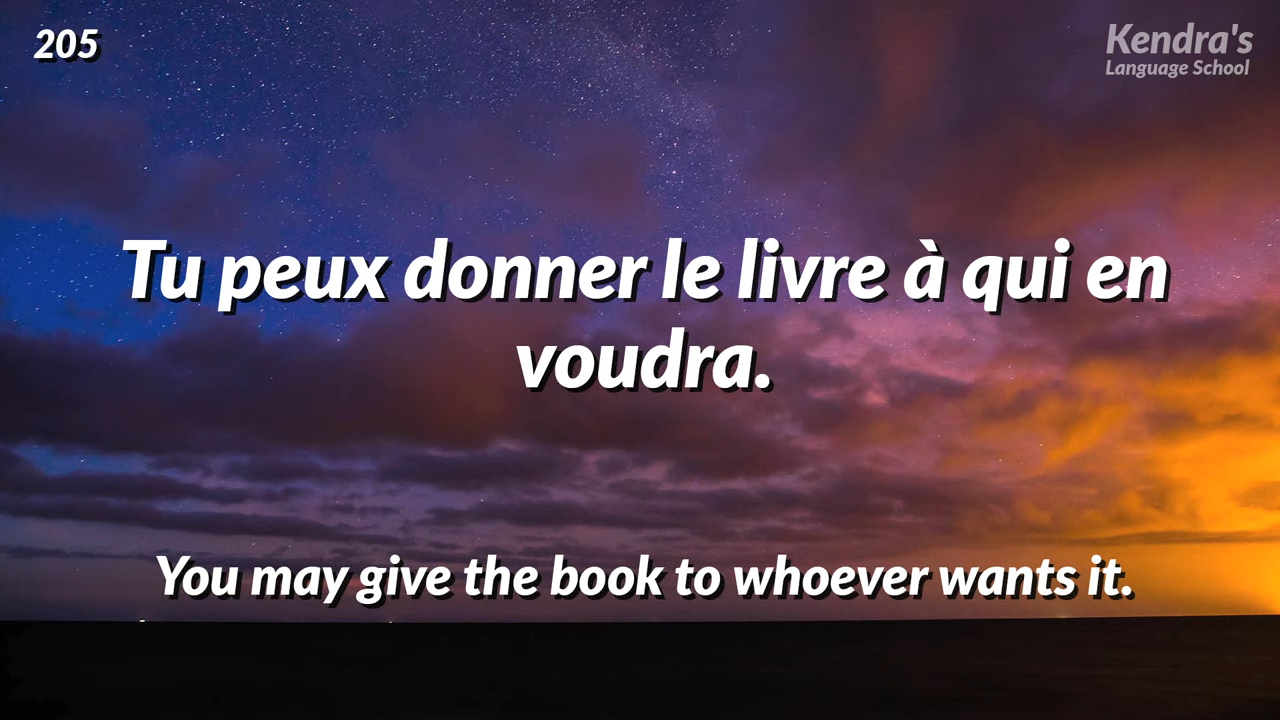 205
Kendra's
Language School
Tu peux donner le livre à qui en
voudra.
You may give the book to whoever wants it.